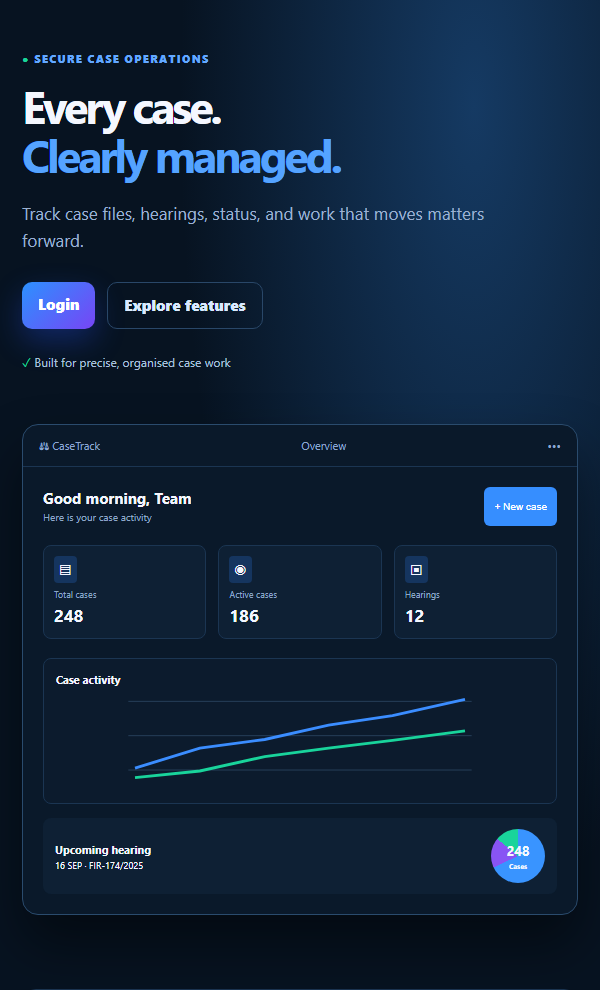 SECURE CASE OPERATIONS
Every case.
Clearly managed.
Track case files, hearings, status, and work that moves matters
forward.
Login
Explore features
✓ Built for precise, organised case work
CaseTrack
Overview
•••
Good morning, Team
Here is your case activity
+ New case
Total cases
248
Active cases
186
Hearings
12
Case activity
Upcoming hearing
16 SEP · FIR-174/2025
248
Cases